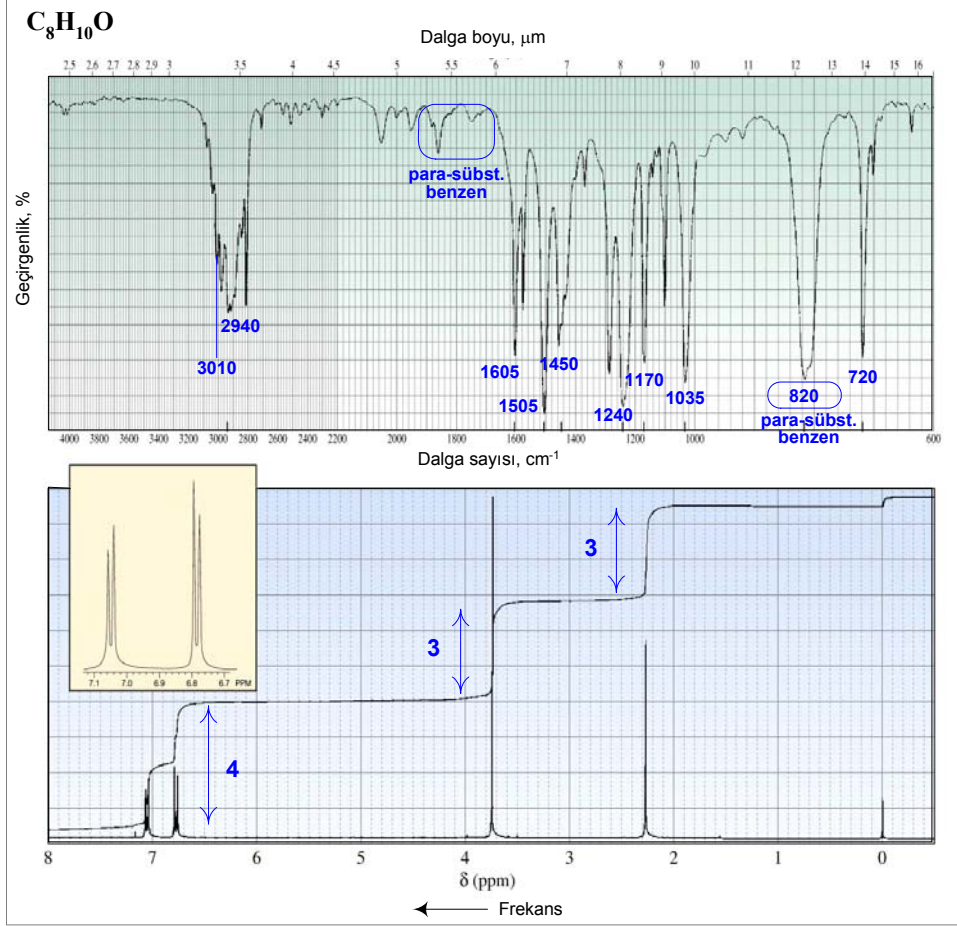 C8H10O
Dalga boyu, μm
2.5 2.6 2.7 2.8 2.9 3 3.5 4 4.5 5 5.5 6 7 8 9 10 11 12 13 14 15 16
Geçirgenlik, %
para-sübst.
benzen
2940
3010
1605
1505
1450
1240
1170
1035
820
para-sübst.
benzen
720
4000 3800 3600 3400 3200 3000 2800 2600 2400 2200 2000 1800 1600 1400 1200 1000 600
Dalga sayısı, cm-1
7.1 7.0 6.9 6.8 6.7 PPM
3
3
4
8 7 6 5 4 3 2 1 0
δ (ppm)
Frekans